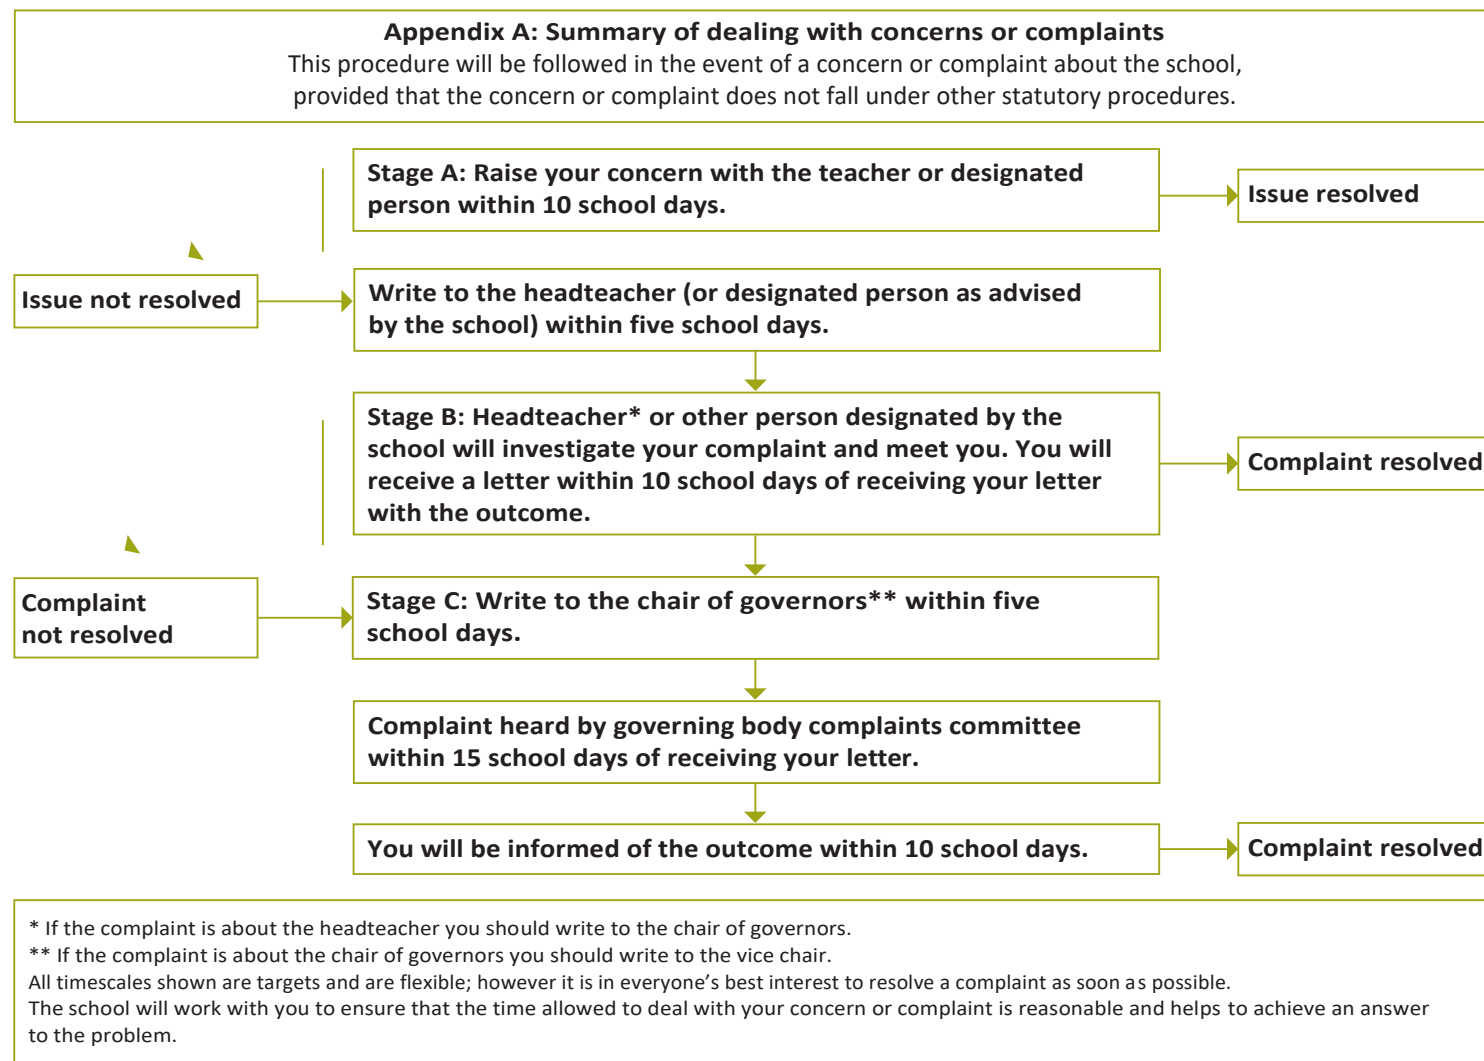 Appendix A: Summary of dealing with concerns or complaints
This procedure will be followed in the event of a concern or complaint about the school,
provided that the concern or complaint does not fall under other statutory procedures.
Stage A: Raise your concern with the teacher or designated
person within 10 school days.
Issue resolved
Issue not resolved
Write to the headteacher (or designated person as advised
by the school) within five school days.
Stage B: Headteacher* or other person designated by the
school will investigate your complaint and meet you. You will
receive a letter within 10 school days of receiving your letter
with the outcome.
Complaint resolved
Complaint
not resolved
Stage C: Write to the chair of governors** within five
school days.
Complaint heard by governing body complaints committee
within 15 school days of receiving your letter.
You will be informed of the outcome within 10 school days.
Complaint resolved
* If the complaint is about the headteacher you should write to the chair of governors.
** If the complaint is about the chair of governors you should write to the vice chair.
All timescales shown are targets and are flexible; however it is in everyone’s best interest to resolve a complaint as soon as possible.
The school will work with you to ensure that the time allowed to deal with your concern or complaint is reasonable and helps to achieve an answer
to the problem.